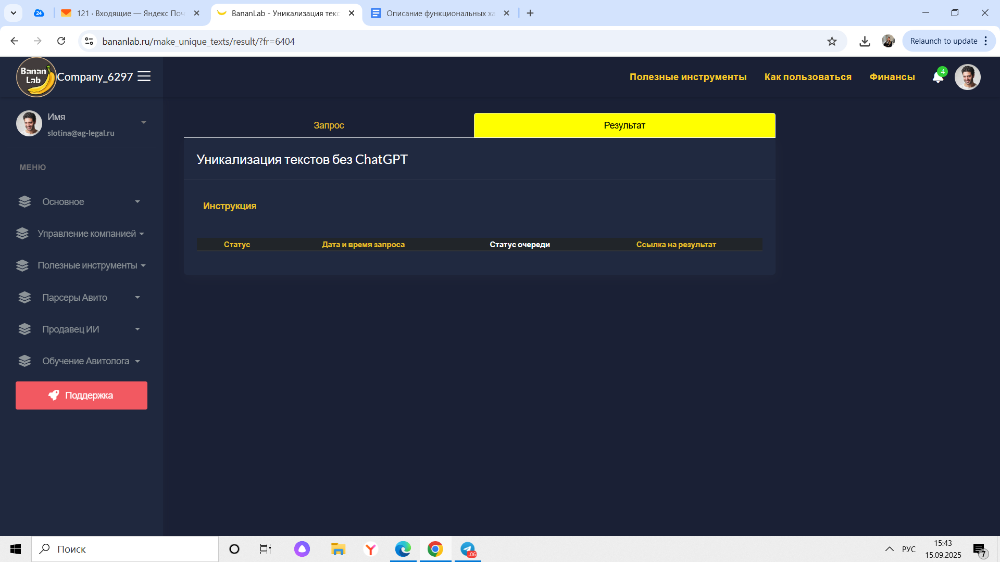 24
121 · Входящие — Яндекс Поч
BananLab - Уникализация текс
Описание функциональных ха
bananlab.ru/make_unique_texts/result/?fr=6404
Relaunch to update
Banan
Lab
Company_6297
Полезные инструменты
Как пользоваться
Финансы
4
Имя
slotina@ag-legal.ru
МЕНЮ
Основное
Управление компанией
Полезные инструменты
Парсеры Авито
Продавец ИИ
Обучение Авитолога
Поддержка
Запрос
Результат
Уникализация текстов без ChatGPT
Инструкция
Статус
Дата и время запроса
Статус очереди
Ссылка на результат
Поиск
..06
РУС
15:43
15.09.2025
7